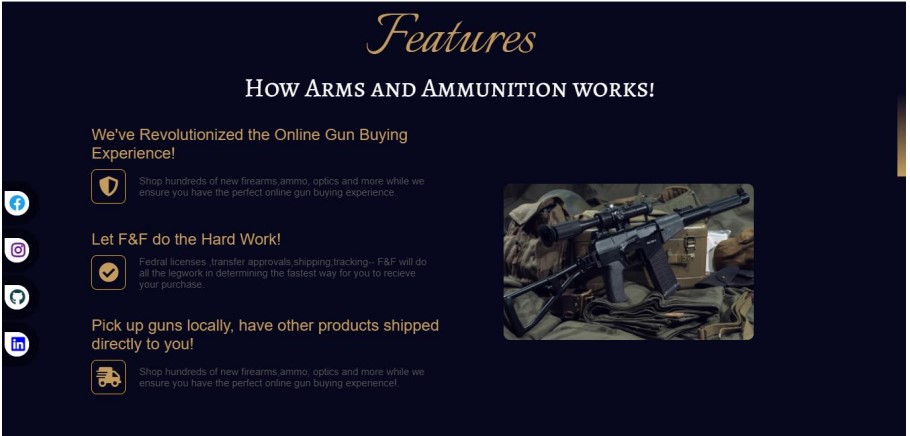 Features
How Arms and Ammunition works!
We've Revolutionized the Online Gun Buying
Experience!
Shop hundreds of new firearms,ammo, optics and more while we
ensure you have the perfect online gun buying experience.
Let F&F do the Hard Work!
Fedral licenses ,transfer approvals,shipping,tracking-- F&F will do
all the legwork in determining the fastest way for you to recieve
your purchase.
Pick up guns locally, have other products shipped
directly to you!
Shop hundreds of new firearms,ammo, optics and more while we
ensure you have the perfect online gun buying experience!.